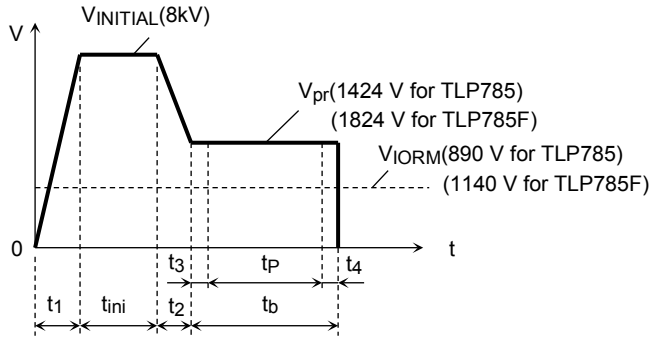 VINITIAL(8kV)
V
Vpr(1424 V for TLP785)
(1824 V for TLP785F)
VIORM(890 V for TLP785)
(1140 V for TLP785F)
0
t
t3
tP
t4
t1
tini
t2
tb